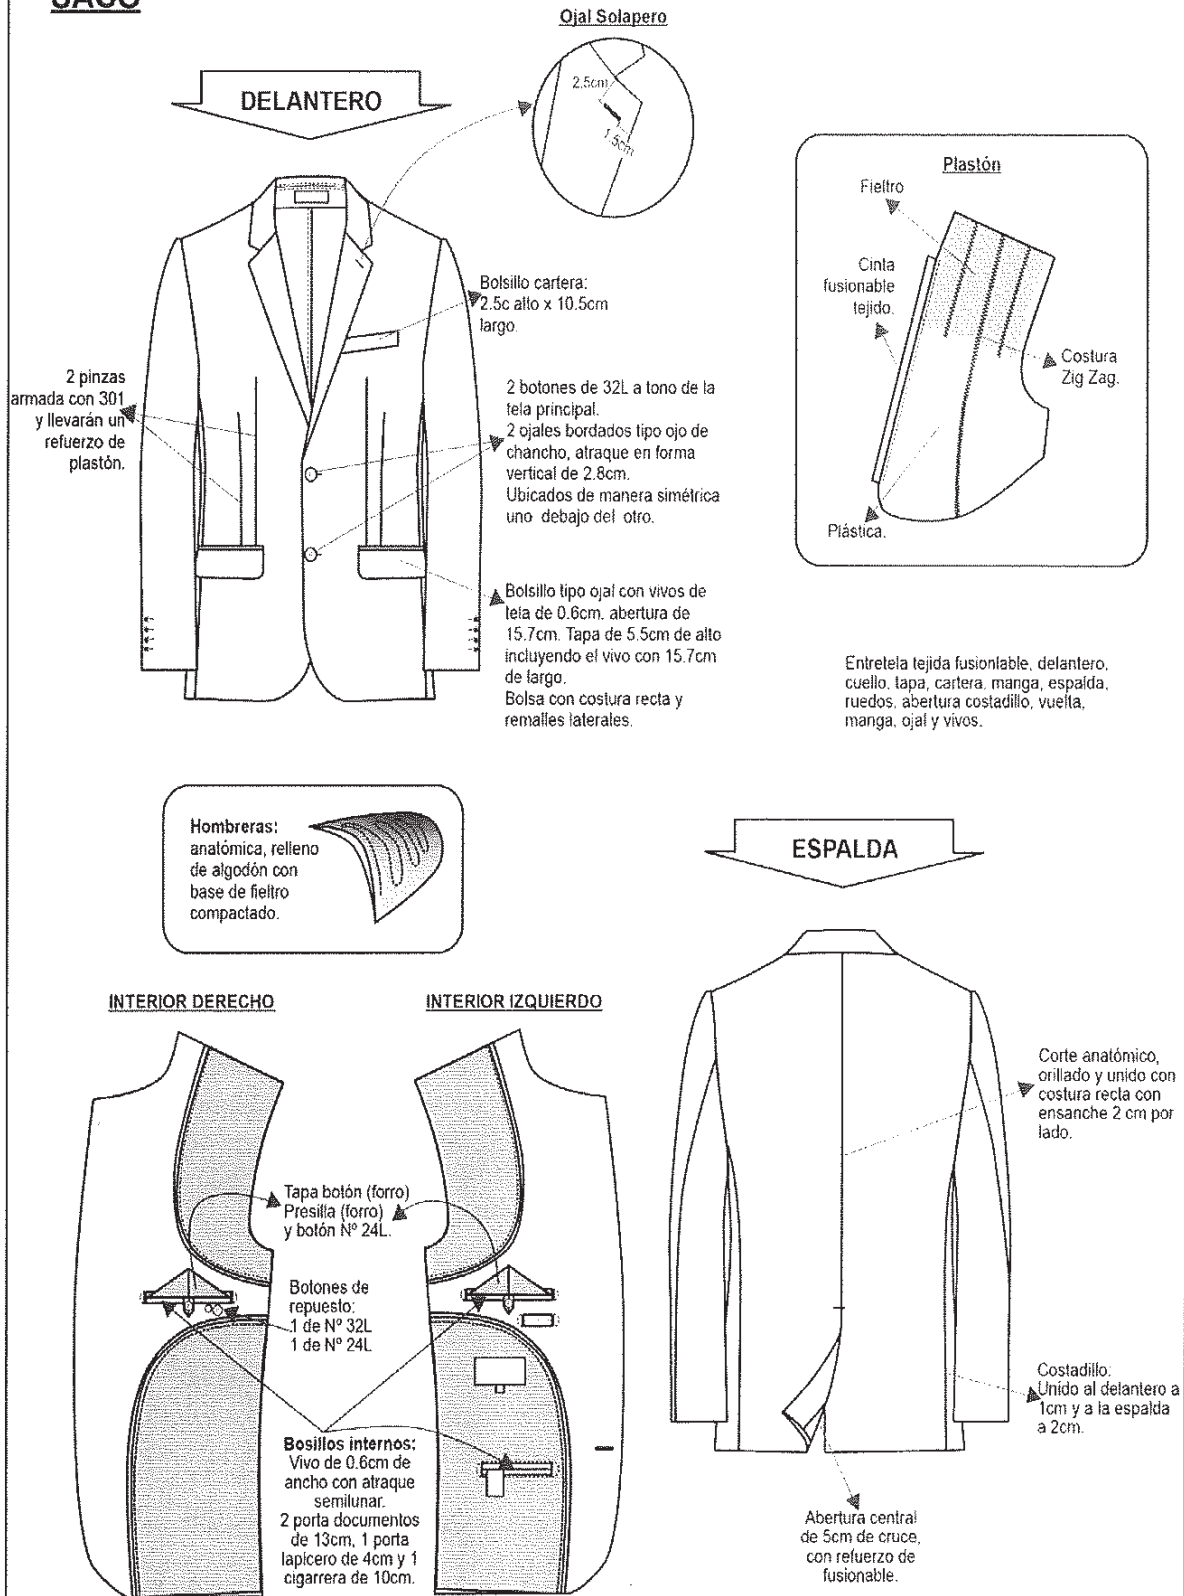 SACO
Ojal Solapero
2.5cm
1.5cm
DELANTERO
Plastón
Fieltro
Cinta
fusionable
tejido.
Costura
Zig Zag.
Plástica.
Bolsillo cartera:
2.5c alto x 10.5cm
largo.
2 pinzas
armada con 301
y llevarán un
refuerzo de
plastón.
2 botones de 32L a tono de la
tela principal.
2 ojales bordados tipo ojo de
chancho, atraque en forma
vertical de 2.8cm.
Ubicados de manera simétrica
uno debajo del otro.
Bolsillo tipo ojal con vivos de
tela de 0.6cm. abertura de
15.7cm. Tapa de 5.5cm de alto
incluyendo el vivo con 15.7cm
de largo.
Bolsa con costura recta y
remalles laterales.
Entretela tejida fusionlable, delantero,
cuello, tapa, cartera, manga, espalda,
ruedos, abertura costadillo, vuelta,
manga, ojal y vivos.
Hombreras:
anatómica, relleno
de algodón con
base de fieltro
compactado.
ESPALDA
INTERIOR DERECHO
INTERIOR IZQUIERDO
Corte anatómico,
orillado y unido con
costura recta con
ensanche 2 cm por
lado.
Tapa botón (forro)
Presilla (forro)
y botón Nº 24L.
Botones de
repuesto:
1 de Nº 32L
1 de Nº 24L
Costadillo:
Unido al delantero a
1cm y a la espalda
a 2cm.
Bosillos internos:
Vivo de 0.6cm de
ancho con atraque
semilunar.
2 porta documentos
de 13cm, 1 porta
lapicero de 4cm y 1
cigarrera de 10cm.
Abertura central
de 5cm de cruce,
con refuerzo de
fusionable.